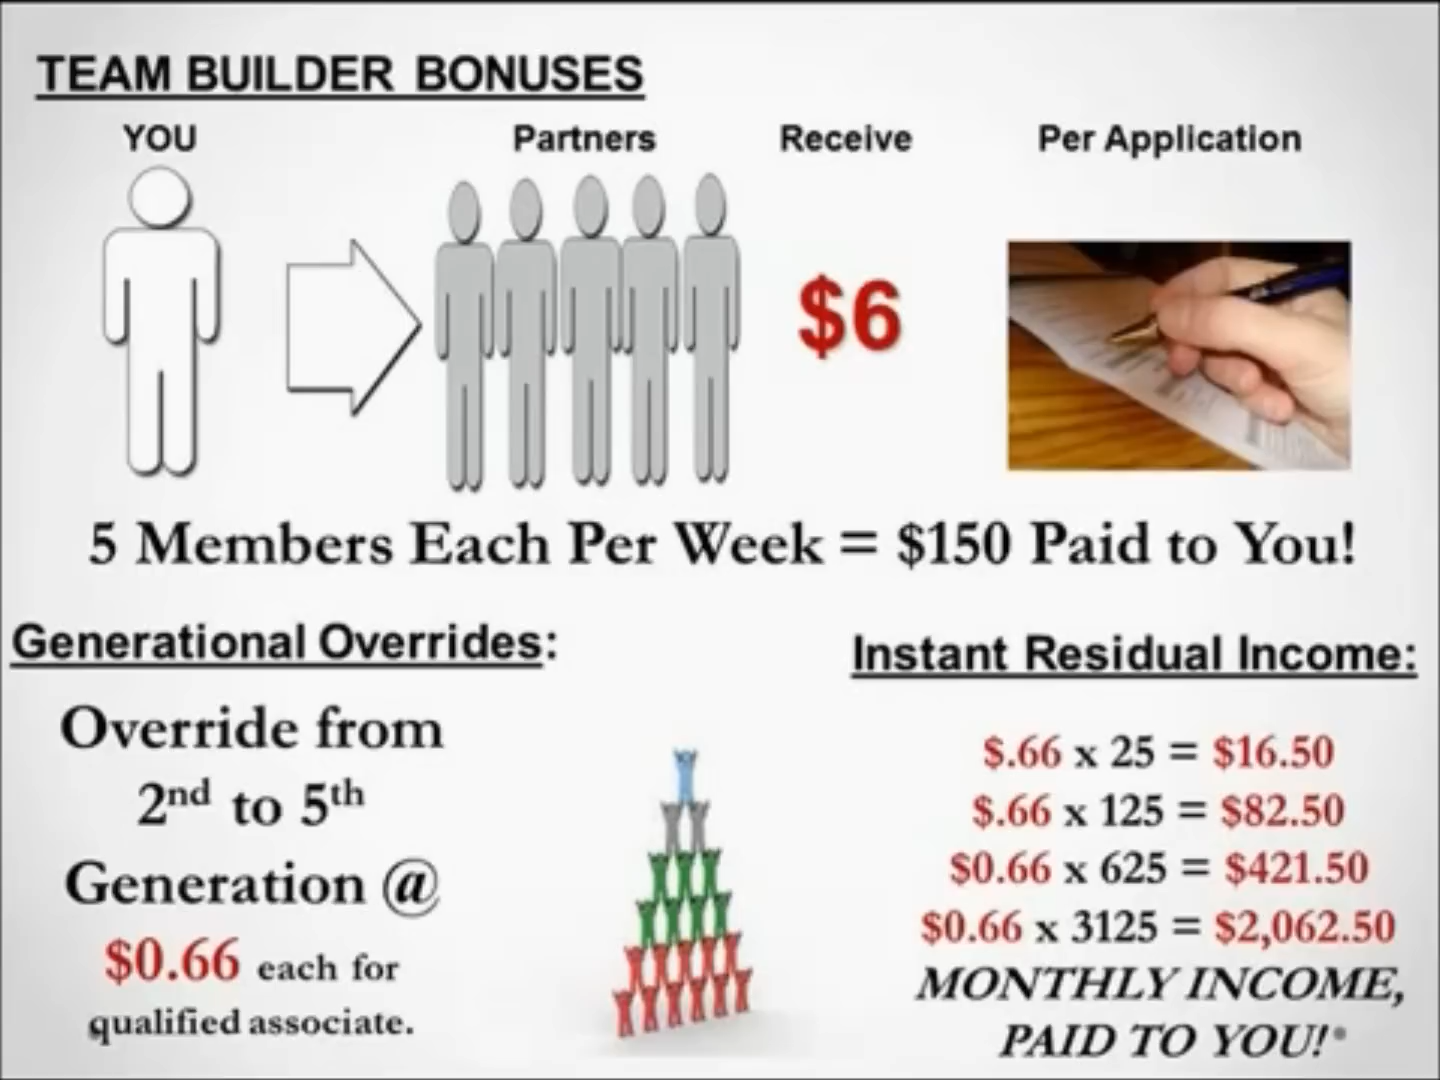 TEAM BUILDER BONUSES
YOU Partners Receive Per Application
$6
5 Members Each Per Week = $150 Paid to You!
Generational Overrides:
Override from
2nd to 5th
Generation @
$0.66 each for
qualified associate.
Instant Residual Income:
$.66 x 25 = $16.50
$.66 x 125 = $82.50
$0.66 x 625 = $421.50
$0.66 x 3125 = $2,062.50
MONTHLY INCOME,
PAID TO YOU!*